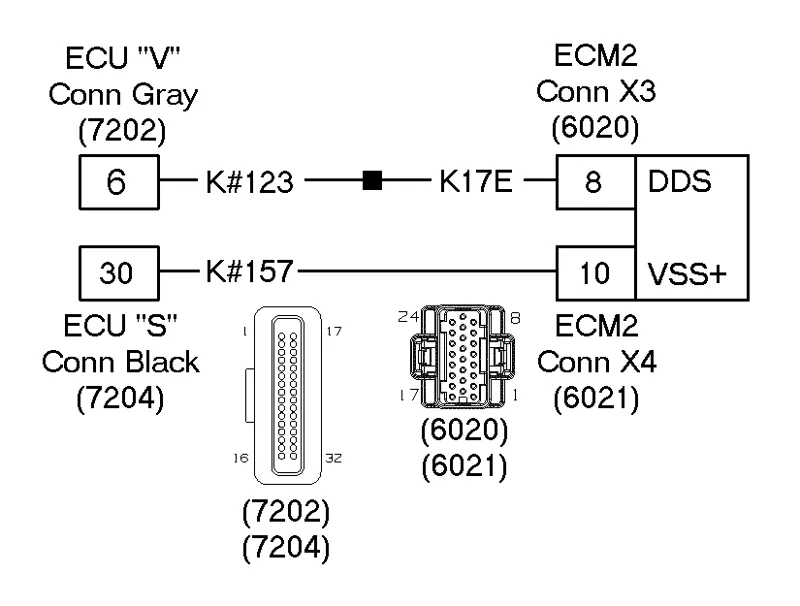 ECU "V"
Conn Gray
(7202)
ECM2
Conn X3
(6020)
6 K#123 K17E 8 DDS
30 K#157 10 VSS+
ECU "S"
Conn Black
(7204)
ECM2
Conn X4
(6021)
1 17
16 32
(7202)
(7204)
24 8
17 1
(6020)
(6021)